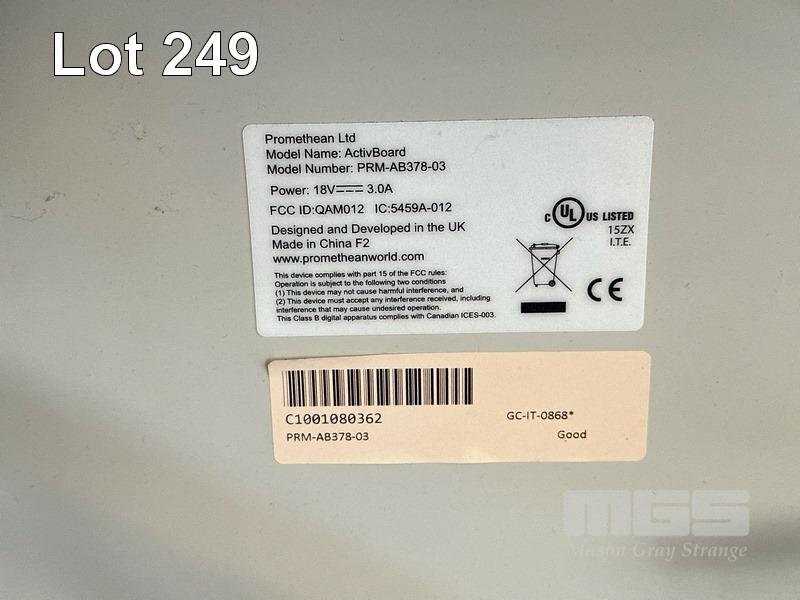 Lot 249
Promethean Ltd
Model Name: ActivBoard
Model Number: PRM-AB378-03
Power: 18V⎓3.0A
FCC ID:QAM012 IC:5459A-012
Designed and Developed in the UK
Made in China F2
www.prometheanworld.com
This device complies with part 15 of the FCC rules:
Operation is subject to the following two conditions
(1) This device may not cause harmful interference, and
(2) This device must accept any interference received, including
interference that may cause undesired operation.
This Class B digital apparatus complies with Canadian ICES-003.
C UL US LISTED
15ZX
I.T.E.
CE
C1001080362
PRM-AB378-03
GC-IT-0868*
Good
MGS
Mason Gray Strange